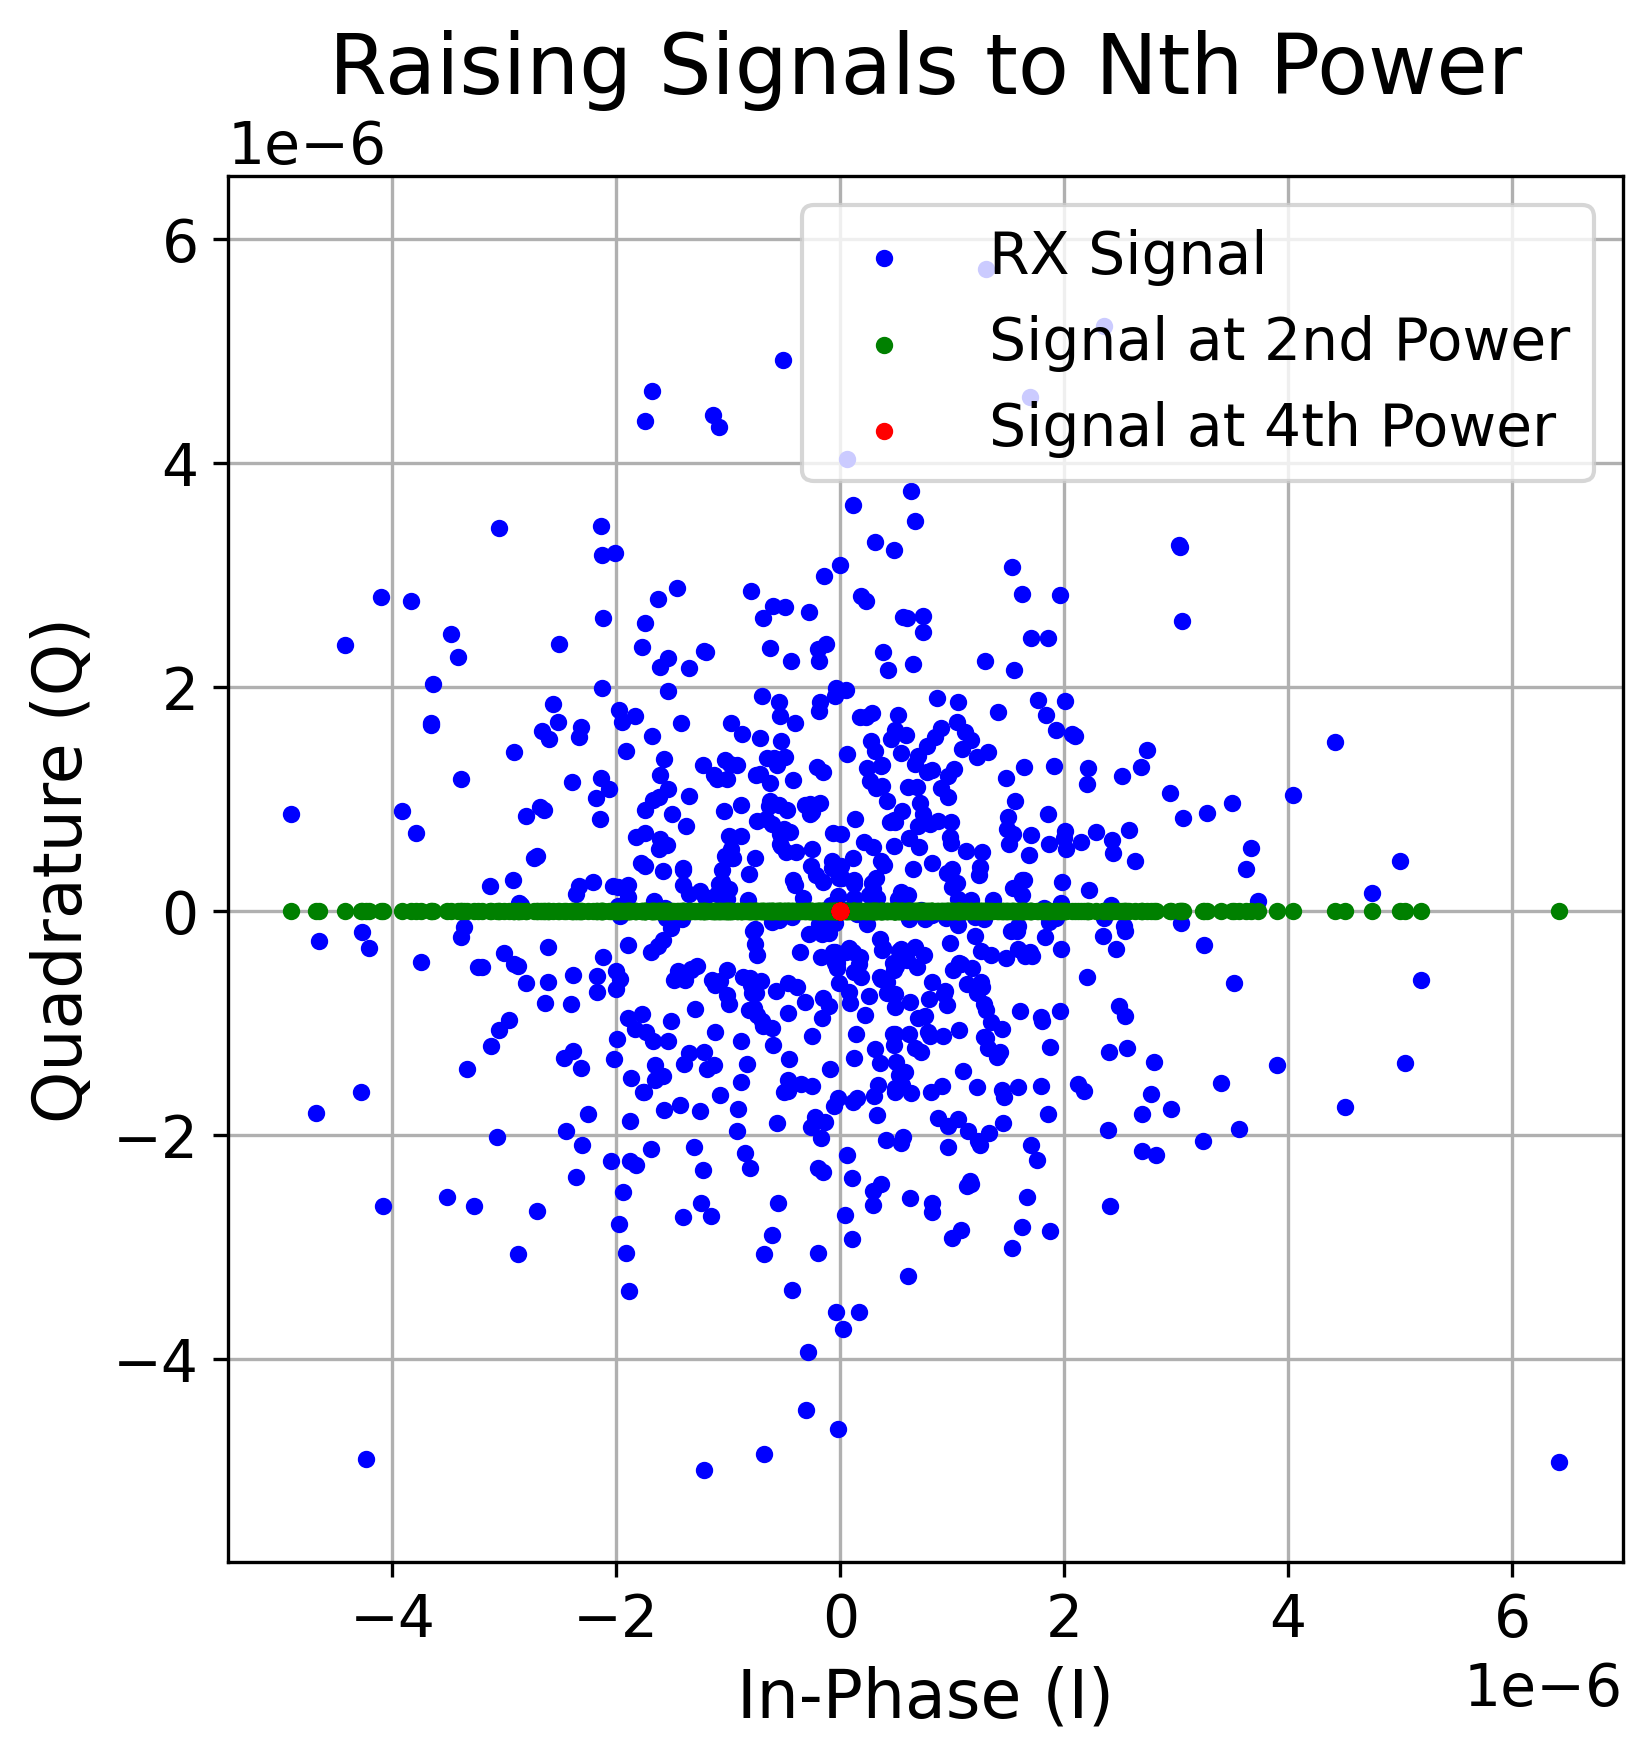 Raising Signals to Nth Power
1e−6
RX Signal
Signal at 2nd Power
Signal at 4th Power
6
4
2
0
−2
−4
Quadrature (Q)
−4 −2 0 2 4 6
1e−6
In-Phase (I)